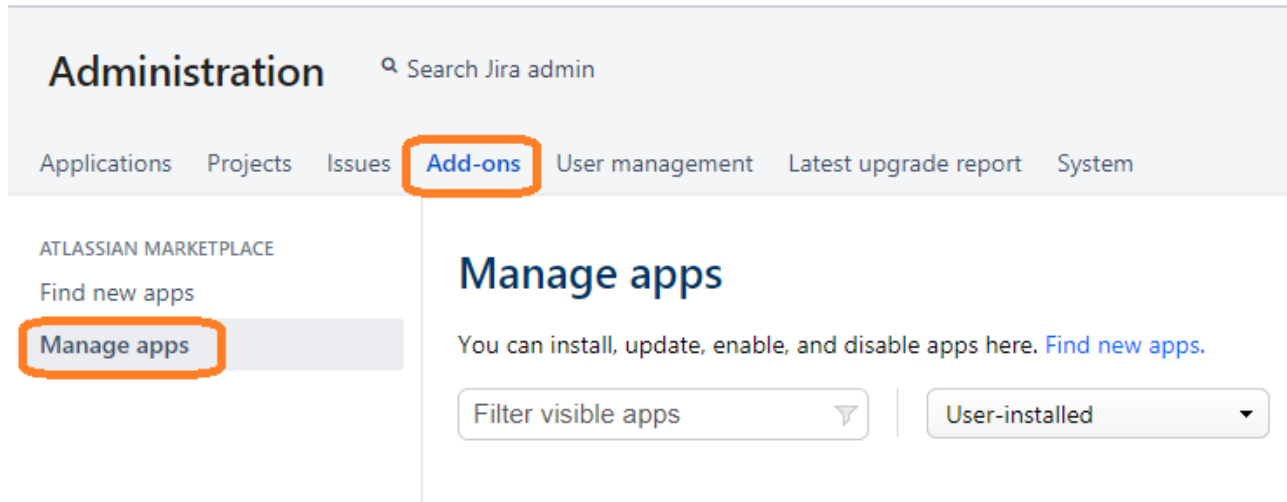 Administration Search Jira admin
Applications Projects Issues Add-ons User management Latest upgrade report System
ATLASSIAN MARKETPLACE
Find new apps
Manage apps
Manage apps
You can install, update, enable, and disable apps here. Find new apps.
Filter visible apps User-installed